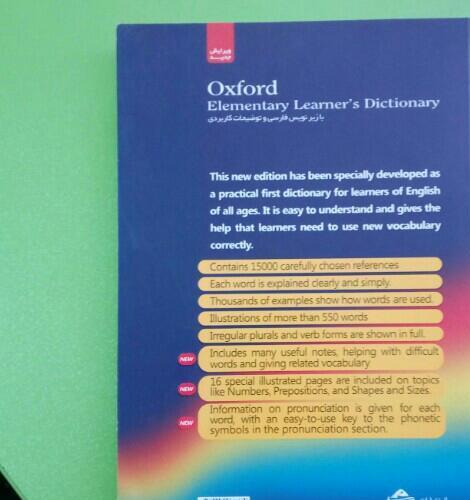 ویرایش
جدید
Oxford
Elementary Learner's Dictionary
با زیر نویس فارسی و توضیحات کاربردی
This new edition has been specially developed as
a practical first dictionary for learners of English
of all ages. It is easy to understand and gives the
help that learners need to use new vocabulary
correctly.
Contains 15000 carefully chosen references
Each word is explained clearly and simply.
Thousands of examples show how words are used.
Illustrations of more than 550 words
Irregular plurals and verb forms are shown in full.
NEW Includes many useful notes, helping with difficult
words and giving related vocabulary
NEW 16 special illustrated pages are included on topics
like Numbers, Prepositions, and Shapes and Sizes.
Information on pronunciation is given for each
NEW word, with an easy-to-use key to the phonetic
symbols in the pronunciation section.